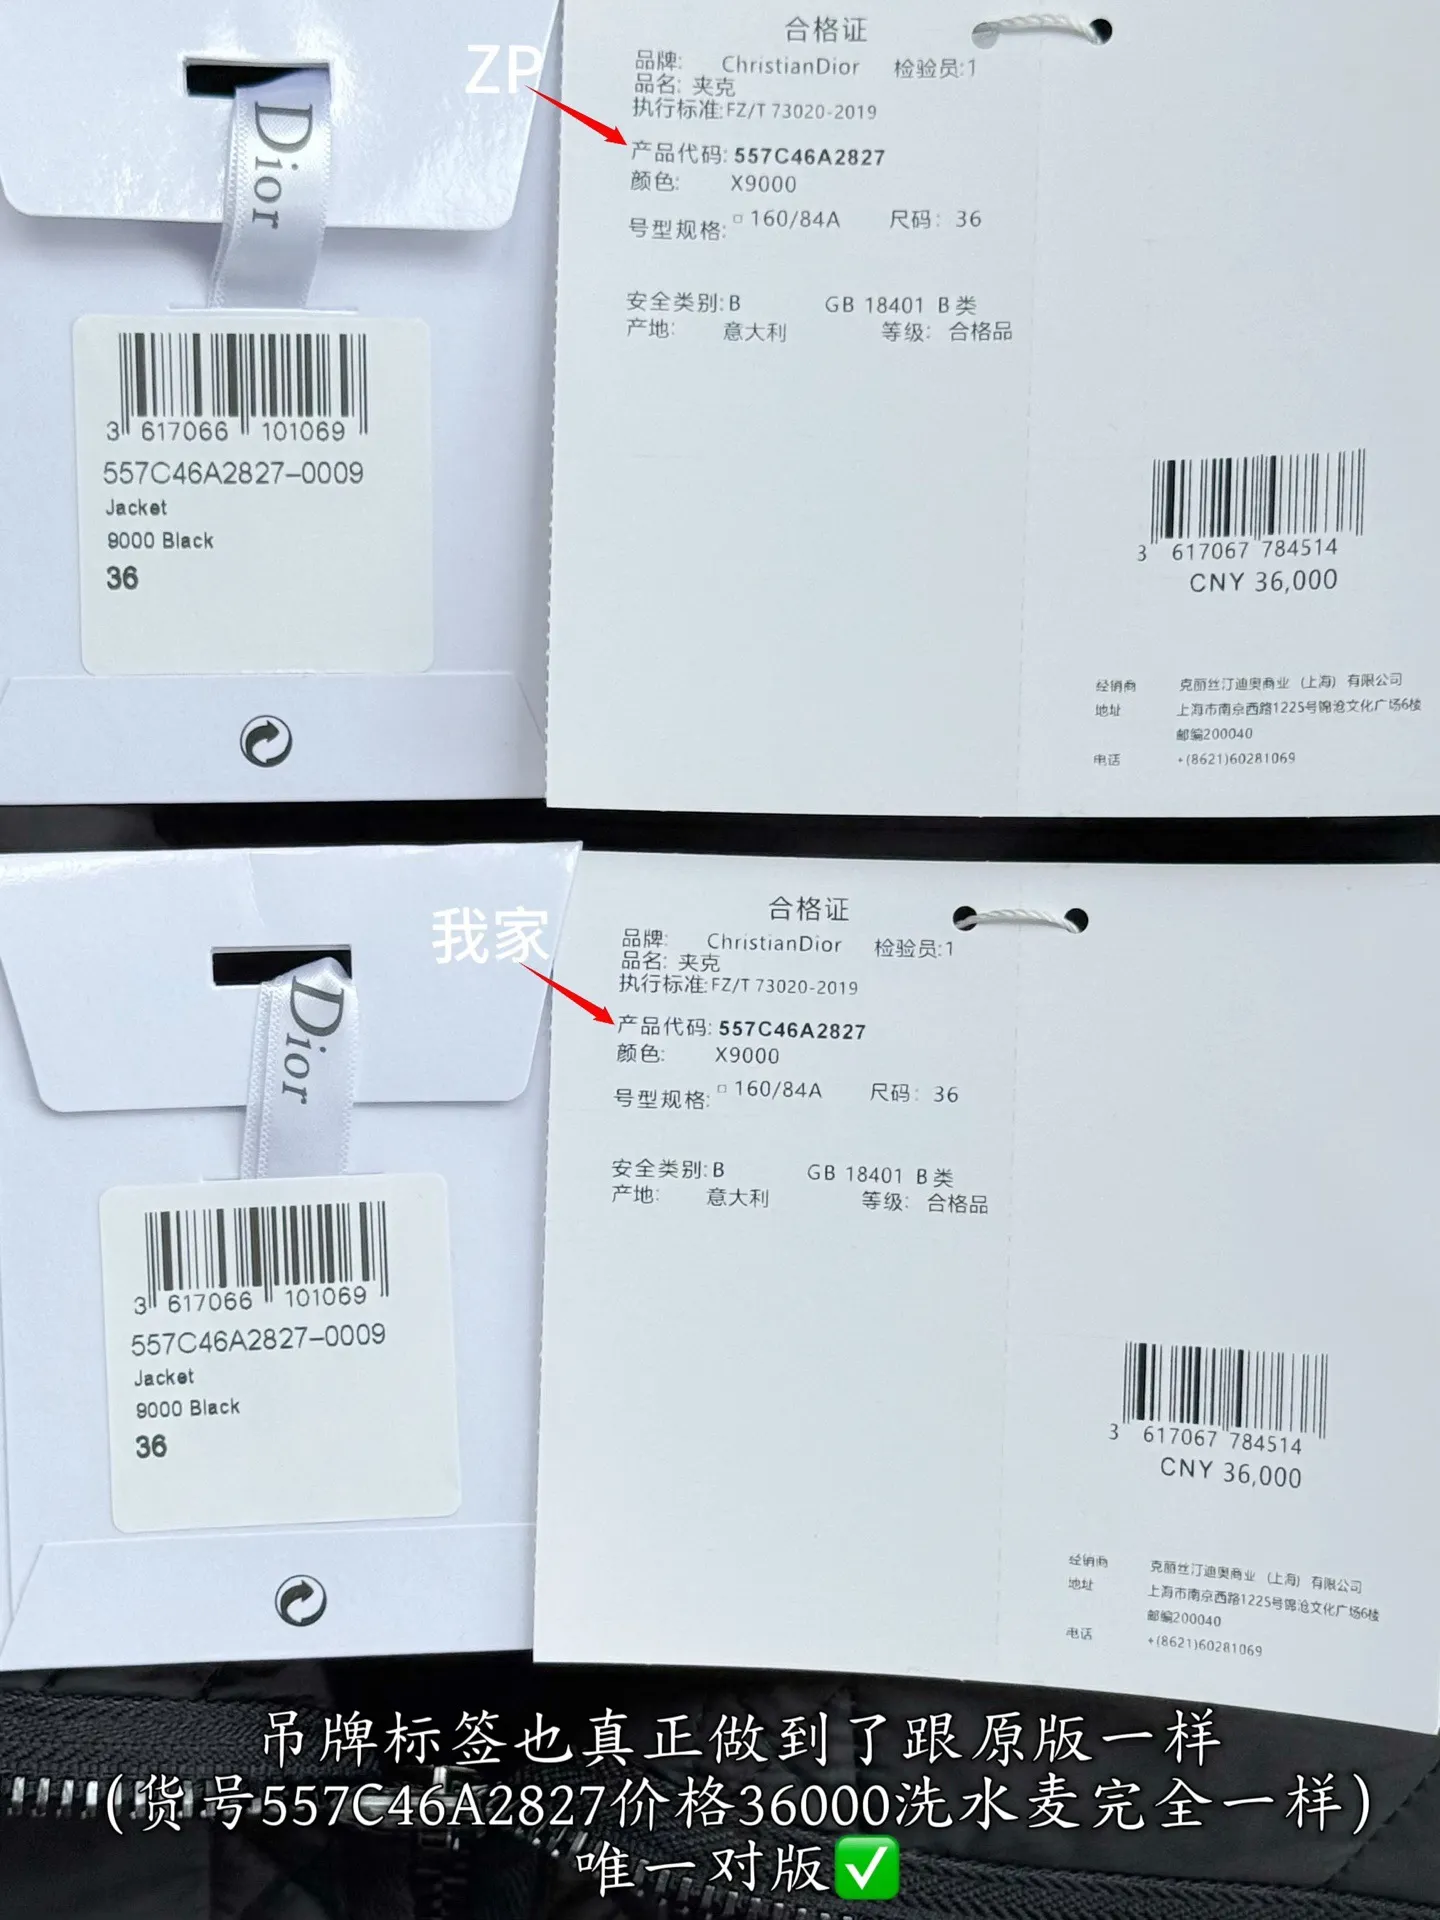 ZP
Dior
3 617066 101069
557C46A2827-0009
Jacket
9000 Black
36
合格证
品牌: ChristianDior 检验员:1
品名: 夹克
执行标准:FZ/T 73020-2019
产品代码: 557C46A2827
颜色: X9000
号型规格: □ 160/84A 尺码: 36
安全类别: B GB 18401 B 类
产地: 意大利 等级: 合格品
3 617067 784514
CNY 36,000
经销商 克丽丝汀迪奥商业 (上海) 有限公司
地址 上海市南京西路1225号锦沧文化广场6楼
邮编200040
电话 +(8621)60281069
我家
Dior
3 617066 101069
557C46A2827-0009
Jacket
9000 Black
36
合格证
品牌: ChristianDior 检验员:1
品名: 夹克
执行标准:FZ/T 73020-2019
产品代码: 557C46A2827
颜色: X9000
号型规格: □ 160/84A 尺码: 36
安全类别: B GB 18401 B 类
产地: 意大利 等级: 合格品
3 617067 784514
CNY 36,000
经销商 克丽丝汀迪奥商业 (上海) 有限公司
地址 上海市南京西路1225号锦沧文化广场6楼
邮编200040
电话 +(8621)60281069
吊牌标签也真正做到了跟原版一样
(货号557C46A2827价格36000洗水麦完全一样)
唯一对版✅